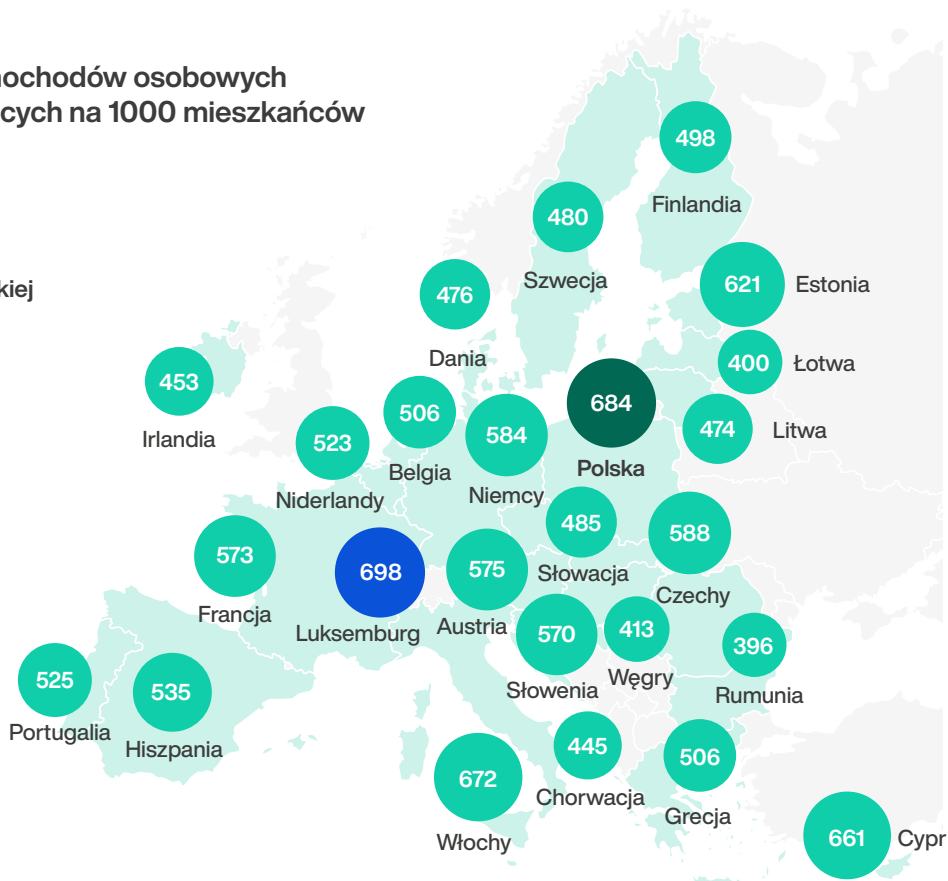 mochodów osobowych
cych na 1000 mieszkańców
kiej
498
Finlandia
480
Szwecja
621
Estonia
476
Dania
400
Łotwa
453
Irlandia
684
Polska
474
Litwa
506
Belgia
523
Niderlandy
584
Niemcy
485
Słowacja
588
Czechy
573
Francja
698
Luksemburg
575
Austria
570
Słowenia
413
Węgry
396
Rumunia
525
Portugalia
535
Hiszpania
445
Chorwacja
506
Grecja
672
Włochy
661
Cypr